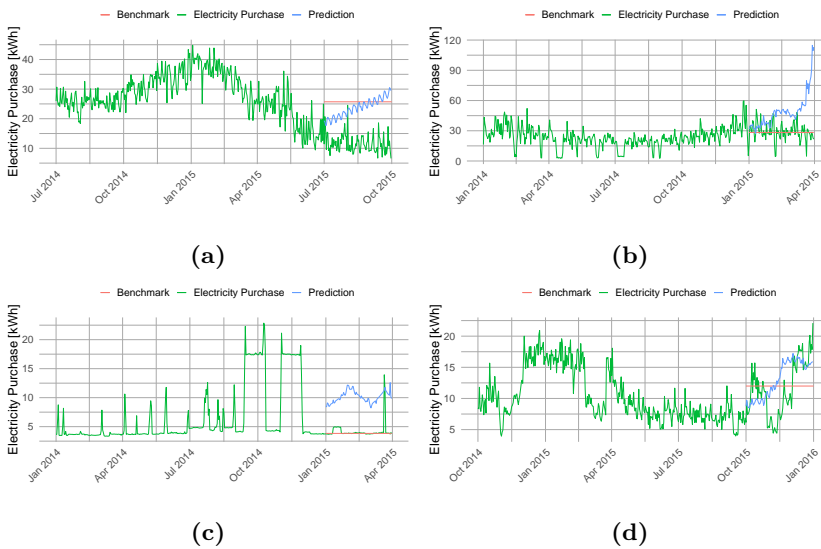 Benchmark Electricity Purchase Prediction
Electricity Purchase [kWh]
40
30
20
10
Jul 2014
Oct 2014
Jan 2015
Apr 2015
Jul 2015
Oct 2015
(a)
Benchmark Electricity Purchase Prediction
Electricity Purchase [kWh]
120
90
60
30
0
Jan 2014
Apr 2014
Jul 2014
Oct 2014
Jan 2015
Apr 2015
(b)
Benchmark Electricity Purchase Prediction
Electricity Purchase [kWh]
20
15
10
5
Jan 2014
Apr 2014
Jul 2014
Oct 2014
Jan 2015
Apr 2015
(c)
Benchmark Electricity Purchase Prediction
Electricity Purchase [kWh]
20
15
10
5
Oct 2014
Jan 2015
Apr 2015
Jul 2015
Oct 2015
Jan 2016
(d)